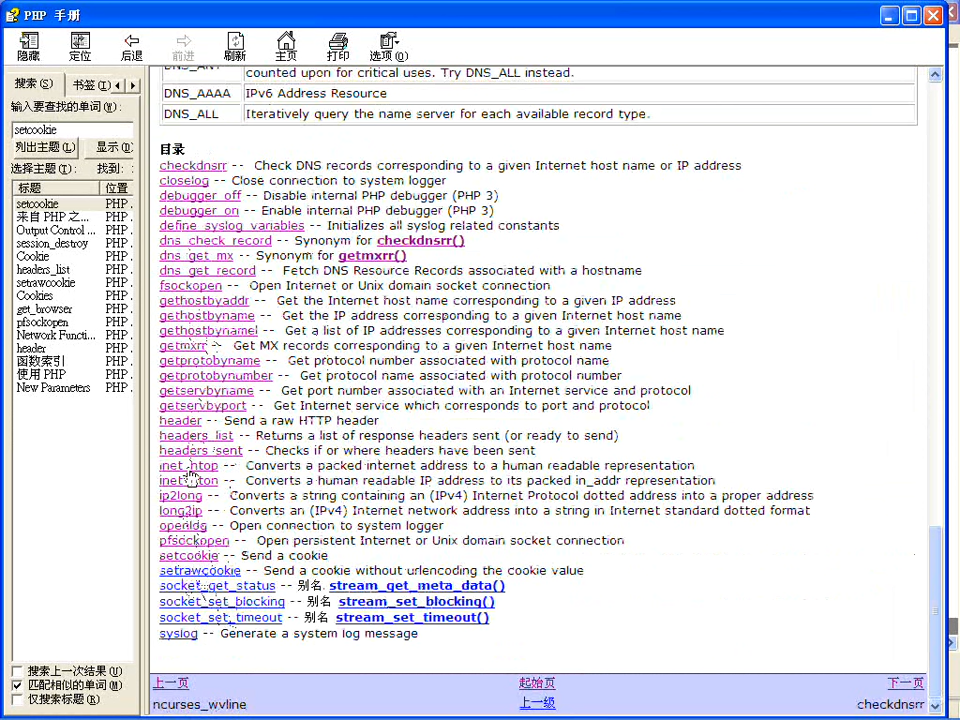 PHP 手册
隐藏 定位 后退 前进 刷新 主页 打印 选项(O)
搜索(S) 书签(I)
输入要查找的单词(W):
setcookie
列出主题(L) 显示(D)
选择主题(T): 找到:
标题 位置
setcookie PHP .
来自 PHP 之... PHP .
Output Control ... PHP .
session_destroy PHP .
Cookie PHP .
headers_list PHP .
setrawcookie PHP .
Cookies PHP .
get_browser PHP .
pfsockopen PHP .
Network Functi... PHP .
header PHP .
函数索引 PHP .
使用 PHP PHP .
New Parameters PHP .
搜索上一次结果(U)
匹配相似的单词(M)
仅搜索标题(R)
counted upon for critical uses. Try DNS_ALL instead.
DNS_AAAA IPv6 Address Resource
DNS_ALL Iteratively query the name server for each available record type.
目录
checkdnsrr -- Check DNS records corresponding to a given Internet host name or IP address
closelog -- Close connection to system logger
debugger_off -- Disable internal PHP debugger (PHP 3)
debugger_on -- Enable internal PHP debugger (PHP 3)
define_syslog_variables -- Initializes all syslog related constants
dns_check_record -- Synonym for checkdnsrr()
dns_get_mx -- Synonym for getmxrr()
dns_get_record -- Fetch DNS Resource Records associated with a hostname
fsockopen -- Open Internet or Unix domain socket connection
gethostbyaddr -- Get the Internet host name corresponding to a given IP address
gethostbyname -- Get the IP address corresponding to a given Internet host name
gethostbynamel -- Get a list of IP addresses corresponding to a given Internet host name
getmxrr -- Get MX records corresponding to a given Internet host name
getprotobyname -- Get protocol number associated with protocol name
getprotobynumber -- Get protocol name associated with protocol number
getservbyname -- Get port number associated with an Internet service and protocol
getservbyport -- Get Internet service which corresponds to port and protocol
header -- Send a raw HTTP header
headers_list -- Returns a list of response headers sent (or ready to send)
headers_sent -- Checks if or where headers have been sent
inet_ntop -- Converts a packed internet address to a human readable representation
inet_pton -- Converts a human readable IP address to its packed in_addr representation
ip2long -- Converts a string containing an (IPv4) Internet Protocol dotted address into a proper address
long2ip -- Converts an (IPv4) Internet network address into a string in Internet standard dotted format
openlog -- Open connection to system logger
pfsockopen -- Open persistent Internet or Unix domain socket connection
setcookie -- Send a cookie
setrawcookie -- Send a cookie without urlencoding the cookie value
socket_get_status -- 别名 stream_get_meta_data()
socket_set_blocking -- 别名 stream_set_blocking()
socket_set_timeout -- 别名 stream_set_timeout()
syslog -- Generate a system log message
上一页 起始页 下一页
ncurses_wvline 上一级 checkdnsrr